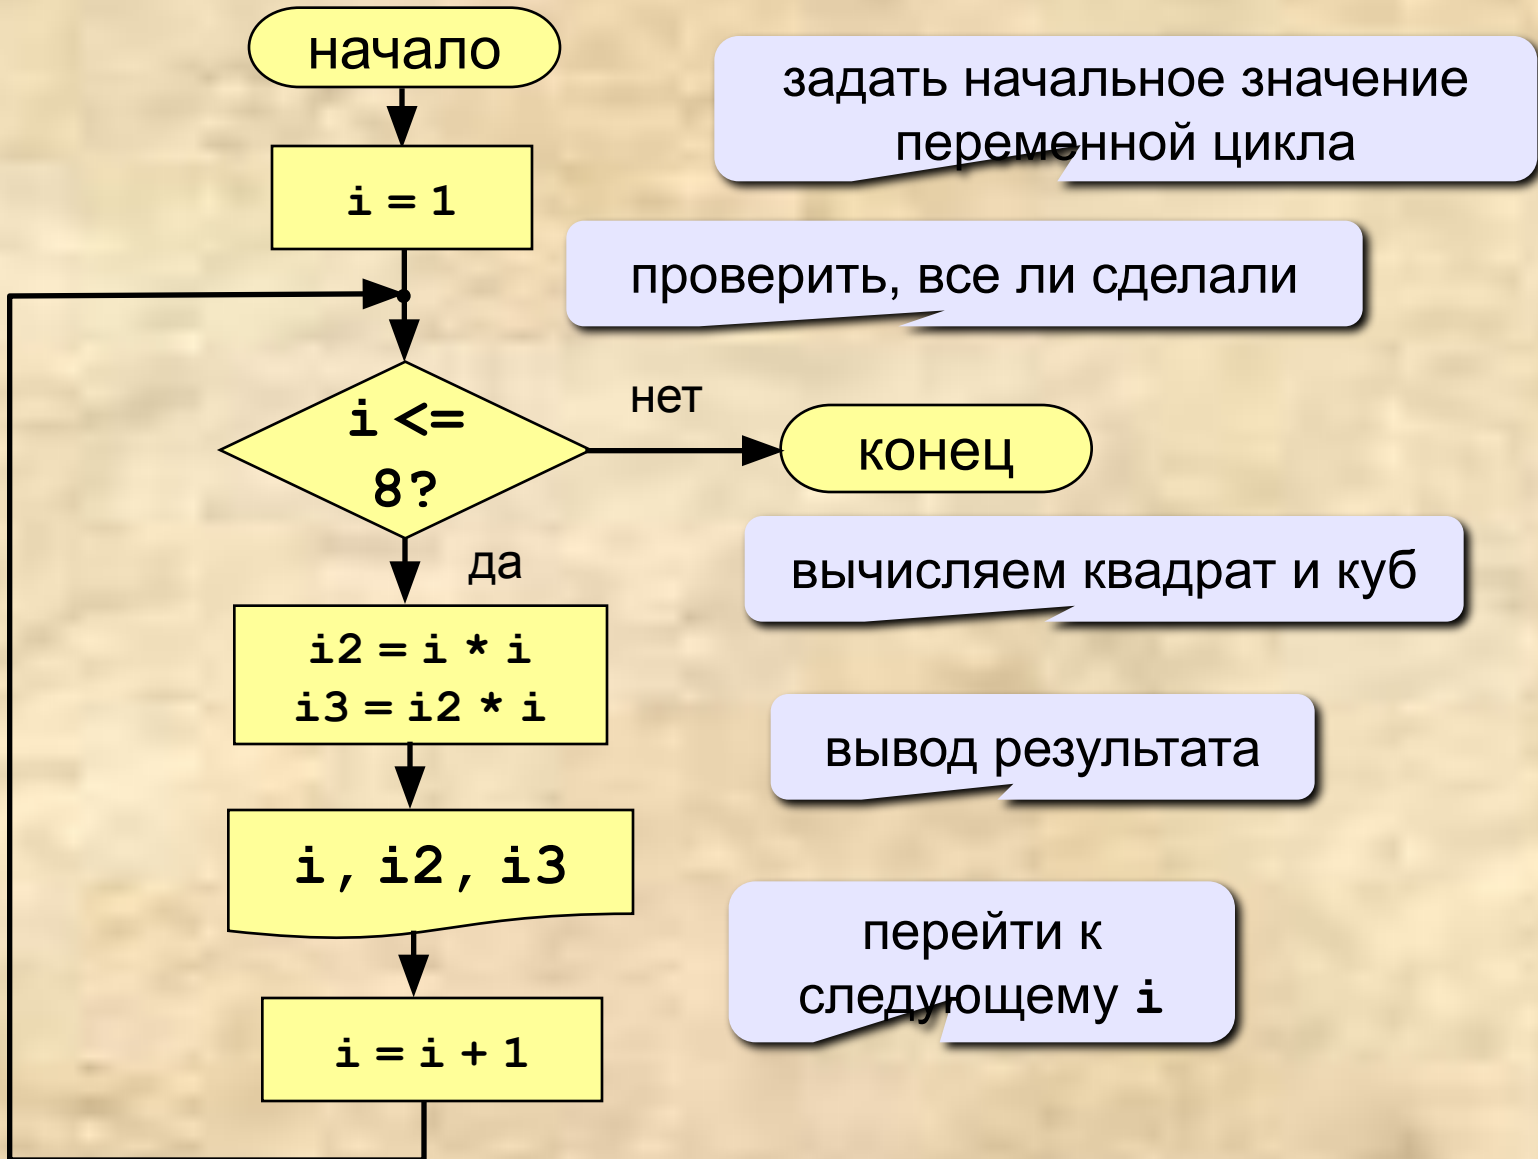 начало
задать начальное значение
переменной цикла
i = 1
проверить, все ли сделали
i <=
8?
нет
конец
да
вычисляем квадрат и куб
i2 = i * i
i3 = i2 * i
вывод результата
i, i2, i3
перейти к
следующему i
i = i + 1